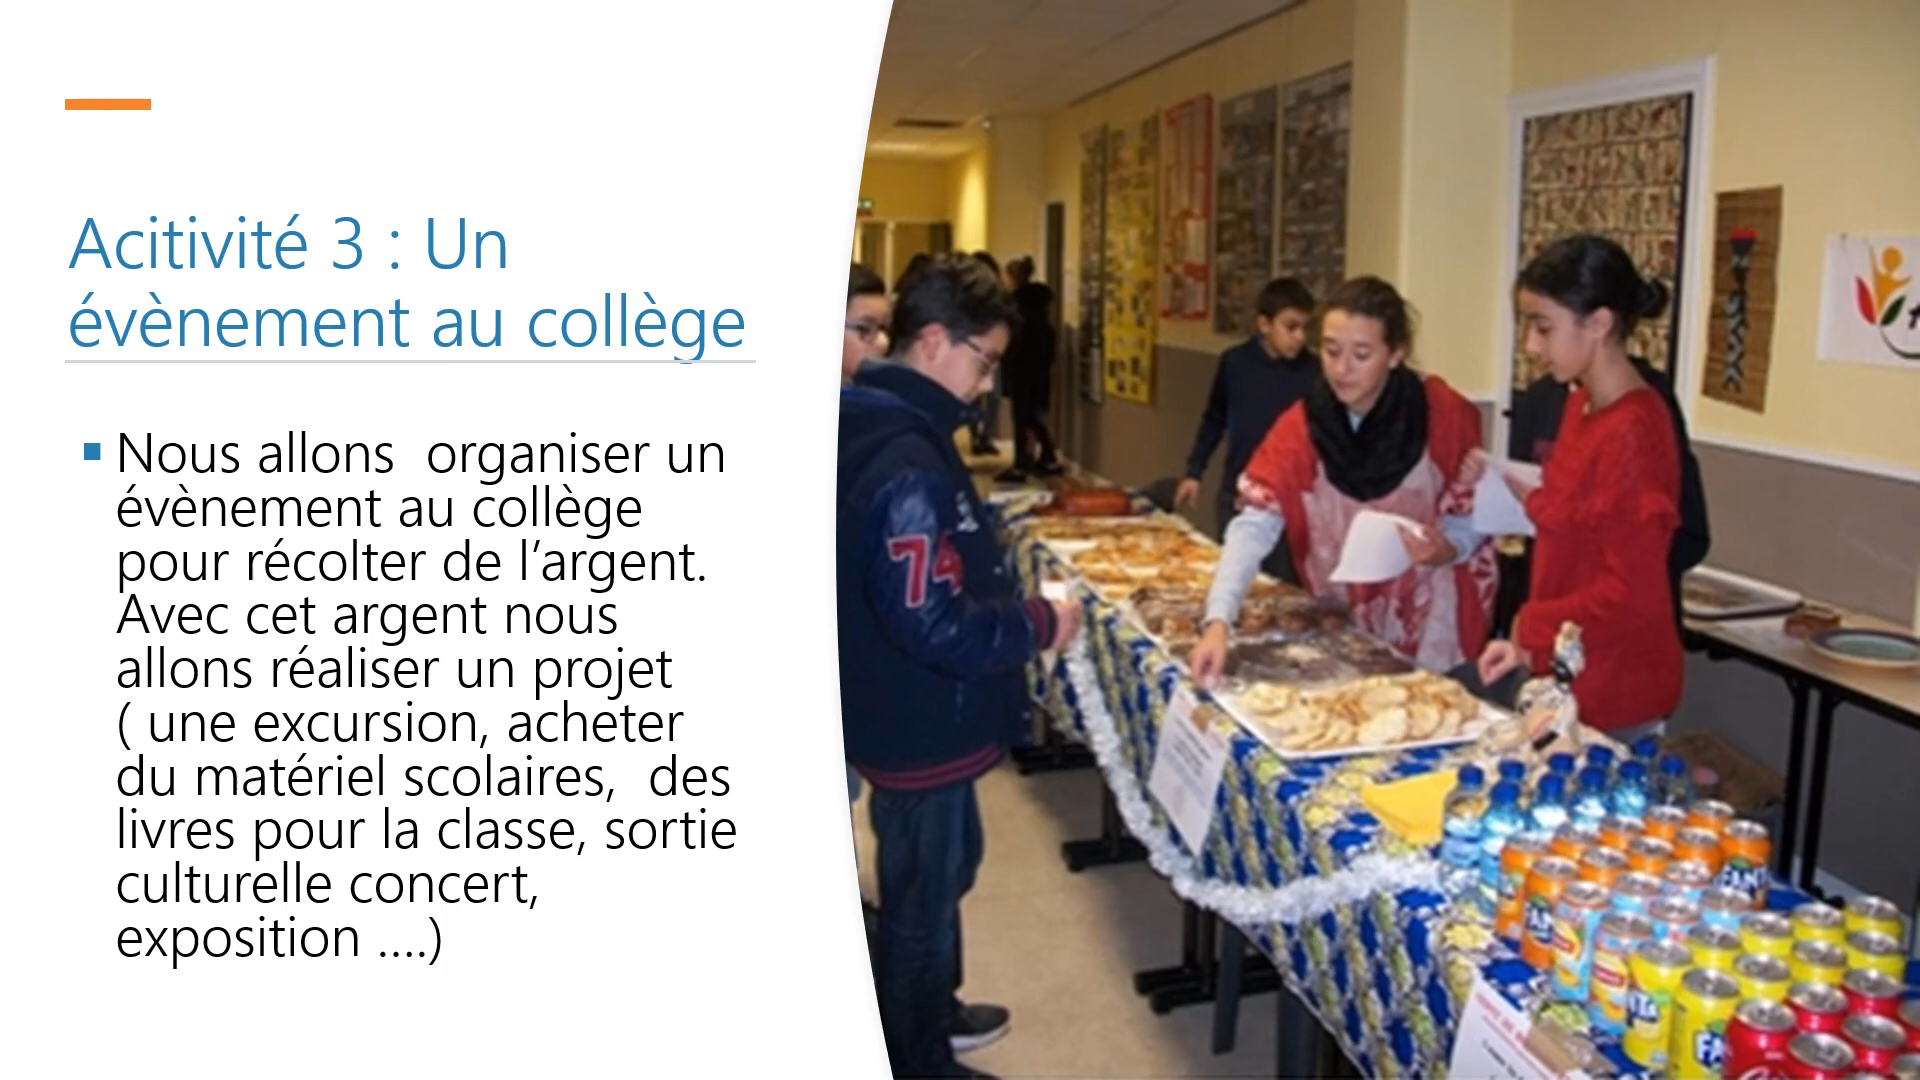 Acitivité 3 : Un
évènement au collège
Nous allons  organiser un
évènement au collège
pour récolter de l’argent.
Avec cet argent nous
allons réaliser un projet
( une excursion, acheter
du matériel scolaires,  des
livres pour la classe, sortie
culturelle concert,
exposition ....)
74